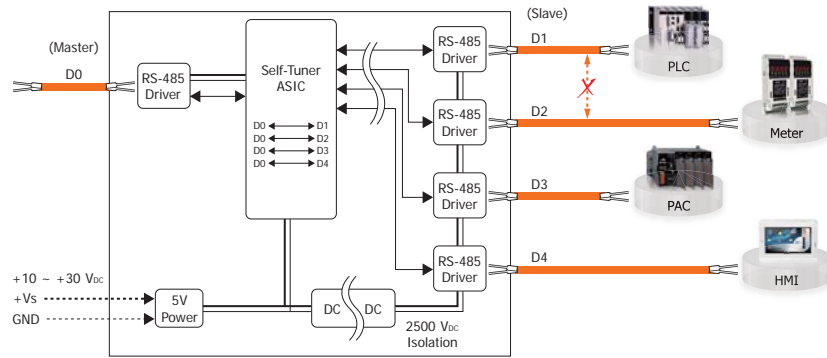 (Master)
D0
RS-485
Driver
Self-Tuner
ASIC
D0 D1
D0 D2
D0 D3
D0 D4
RS-485
Driver
RS-485
Driver
RS-485
Driver
RS-485
Driver
(Slave)
D1
PLC
X
D2
Meter
D3
PAC
D4
HMI
+10 ~ +30 VDC
+Vs
GND
5V
Power
DC DC
2500 VDC
Isolation